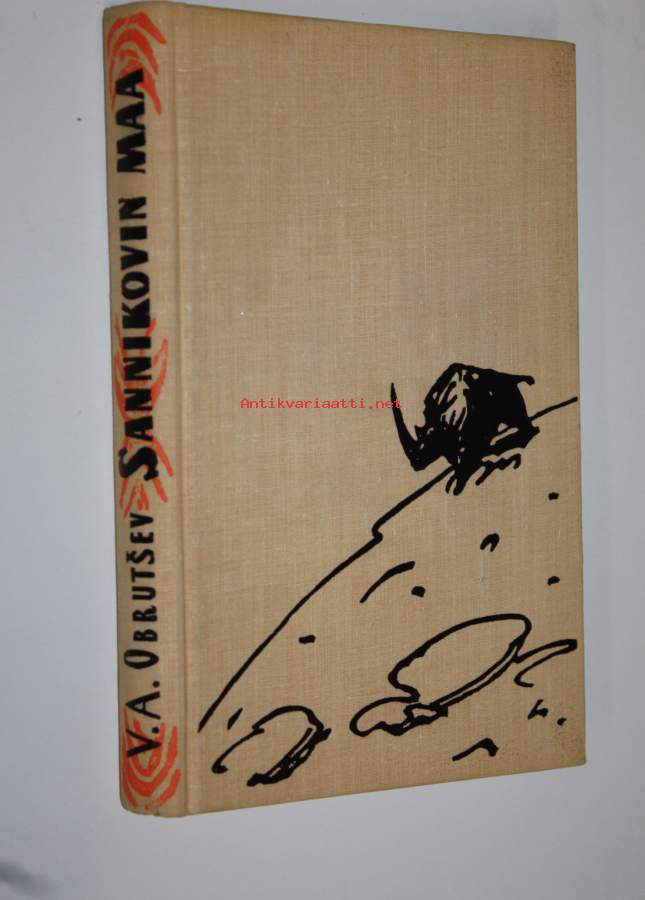 V.A. OBRUTŠEV SANNIKOVIN MAA
Antikvariaatti.net